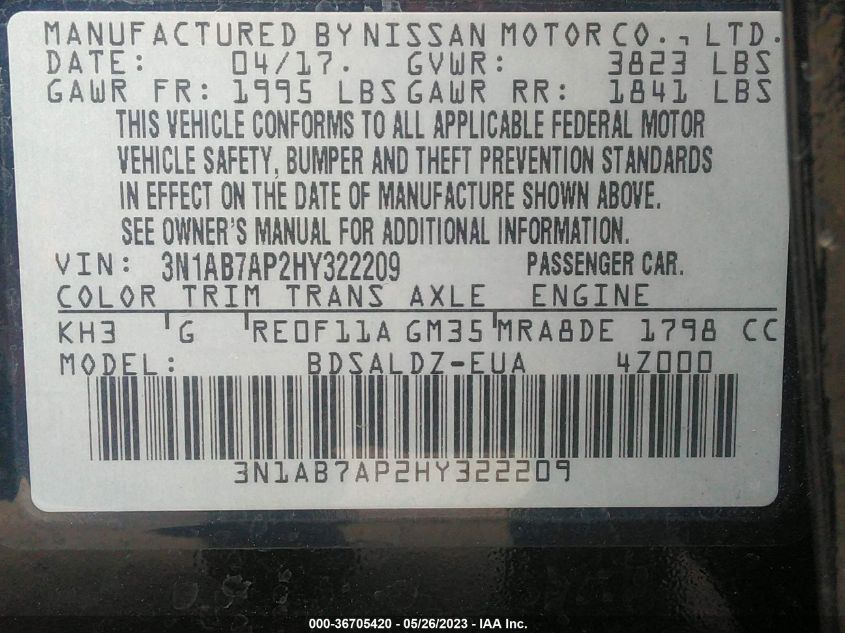 MANUFACTURED BY NISSAN MOTOR CO., LTD.
DATE: 04/17. GVWR: 3823 LBS
GAWR FR: 1995 LBS GAWR RR: 1841 LBS
THIS VEHICLE CONFORMS TO ALL APPLICABLE FEDERAL MOTOR
VEHICLE SAFETY, BUMPER AND THEFT PREVENTION STANDARDS
IN EFFECT ON THE DATE OF MANUFACTURE SHOWN ABOVE.
SEE OWNER'S MANUAL FOR ADDITIONAL INFORMATION.
VIN: 3N1AB7AP2HY322209 PASSENGER CAR.
COLOR TRIM TRANS AXLE ENGINE
KH3 G RE0F11A GM35 MRA8DE 1798 CC
MODEL: BDSALDZ-EUA 4Z000
3N1AB7AP2HY322209
000-36705420 - 05/26/2023 - IAA Inc.